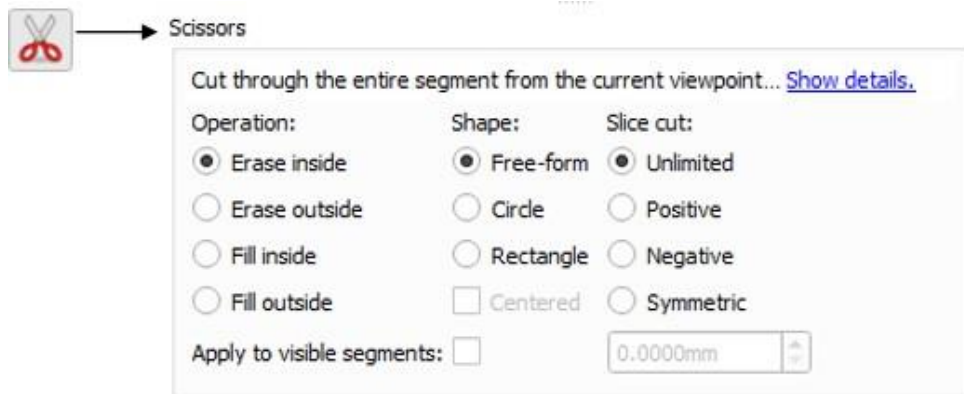 Scissors
Cut through the entire segment from the current viewpoint... Show details.
Operation: Shape: Slice cut:
Erase inside Free-form Unlimited
Erase outside Circle Positive
Fill inside Rectangle Negative
Fill outside Centered Symmetric
Apply to visible segments: 0.0000mm